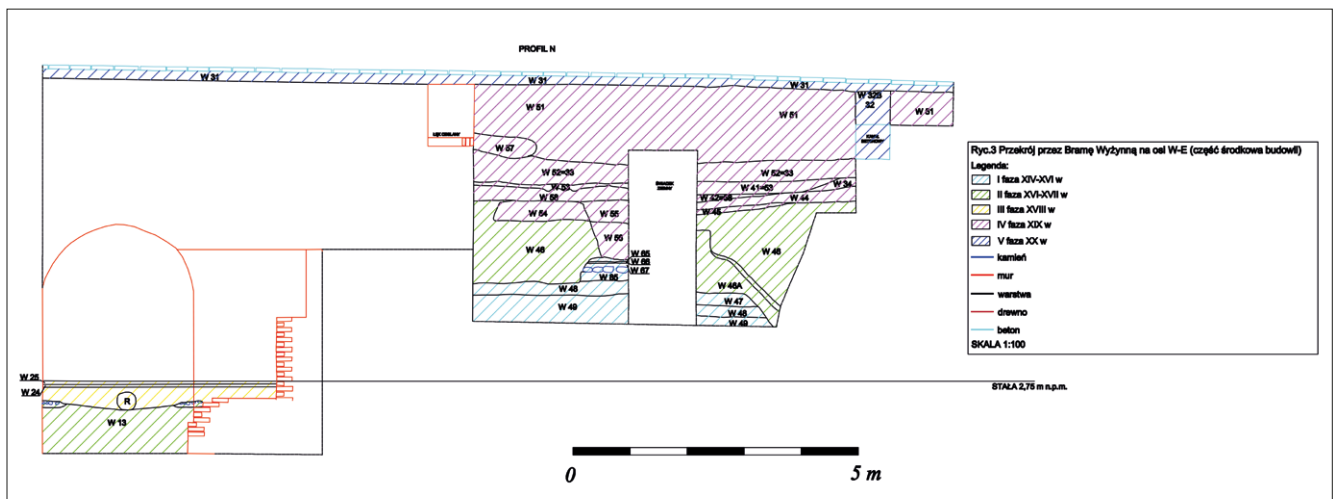 PROFIL N
W 31
W 31
W 31
W 32B
32
W 51
W 51
W 51
W 57
W 52=33
W 52=33
W 53
W 41=53
W 34
W 56
W 42=56
W 44
W 45
W 54
W 55
W 55
W 46
W 46
W 65
W 66
W 67
W 68
W 46A
W 48
W 47
W 49
W 48
W 49
Ryc.3 Przekrój przez Bramę Wyżynną na osi W-E (część środkowa budowli)
Legenda:
I faza XIV-XVI w
II faza XVI-XVII w
III faza XVIII w
IV faza XIX w
V faza XX w
kamień
mur
warstwa
drewno
beton
SKALA 1:100
W 25
W 24
R
W 13
STAŁA 2,75 m n.p.m.
0
5 m